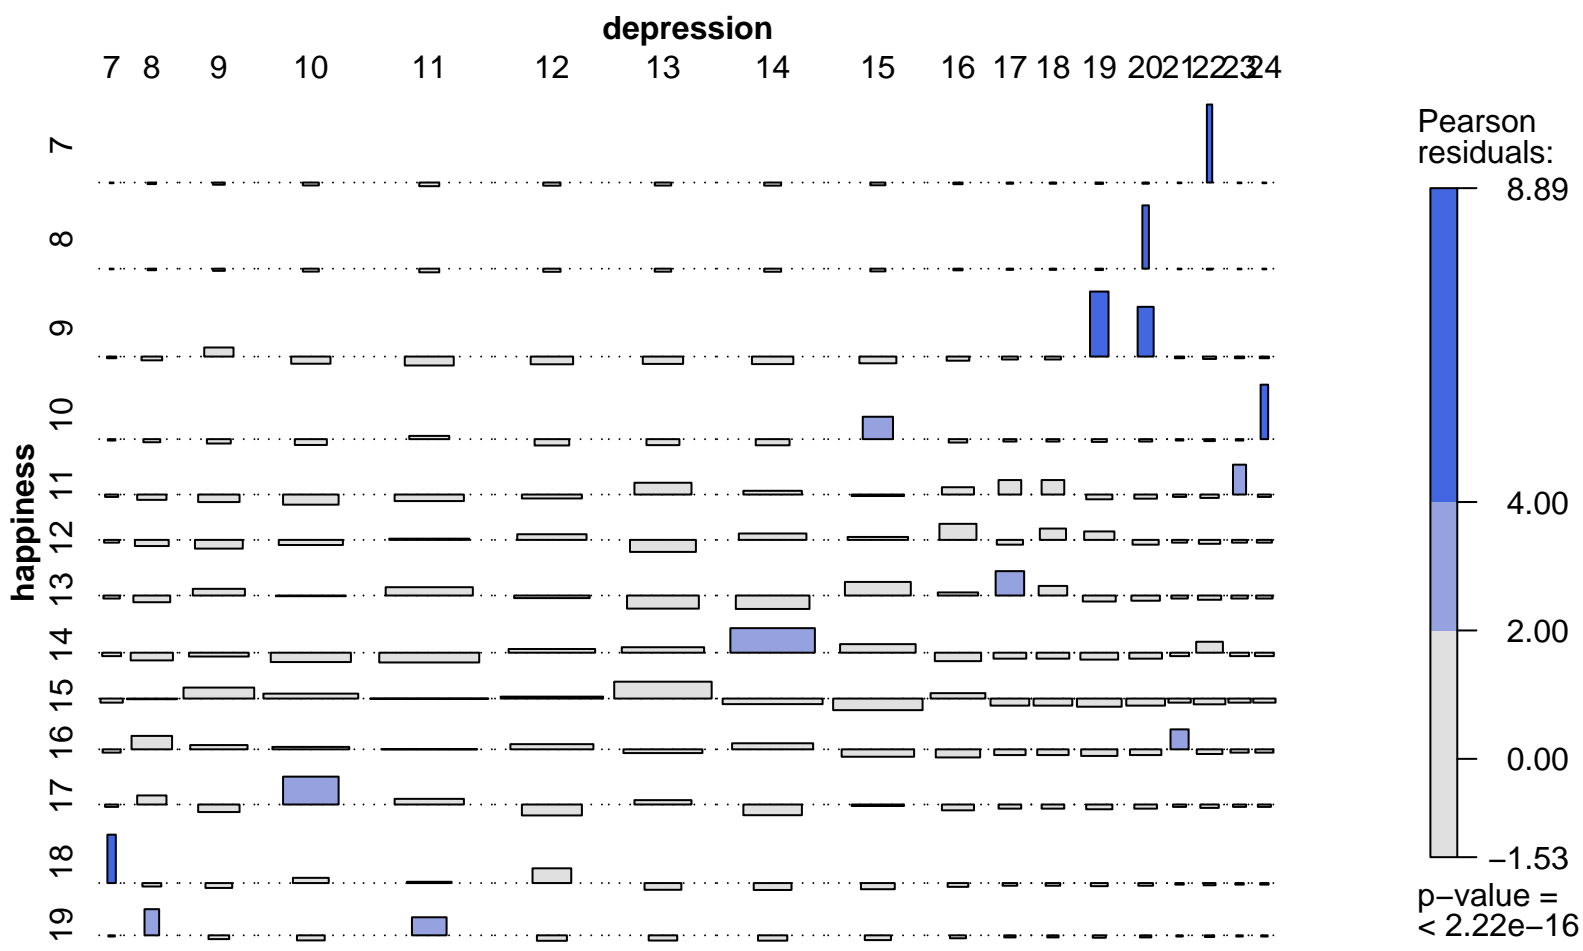 depression
7 8 9 10 11 12 13 14 15 16 17 18 19 20 21 22 23 24
happiness
7
8
9
10
11
12
13
14
15
16
17
18
19
Pearson
residuals:
8.89
4.00
2.00
0.00
−1.53
p−value =
< 2.22e−16